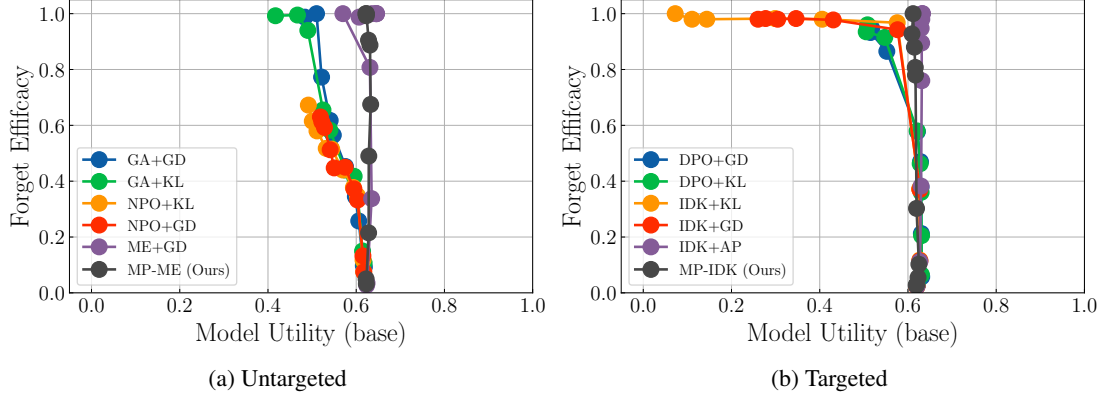 1.0
0.8
0.6
0.4
0.2
0.0
Forget Effifcacy
GA+GD
GA+KL
NPO+KL
NPO+GD
ME+GD
MP-ME (Ours)
0.0 0.2 0.4 0.6 0.8 1.0
Model Utility (base)
(a) Untargeted
1.0
0.8
0.6
0.4
0.2
0.0
Forget Effifcacy
DPO+GD
DPO+KL
IDK+KL
IDK+GD
IDK+AP
MP-IDK (Ours)
0.0 0.2 0.4 0.6 0.8 1.0
Model Utility (base)
(b) Targeted